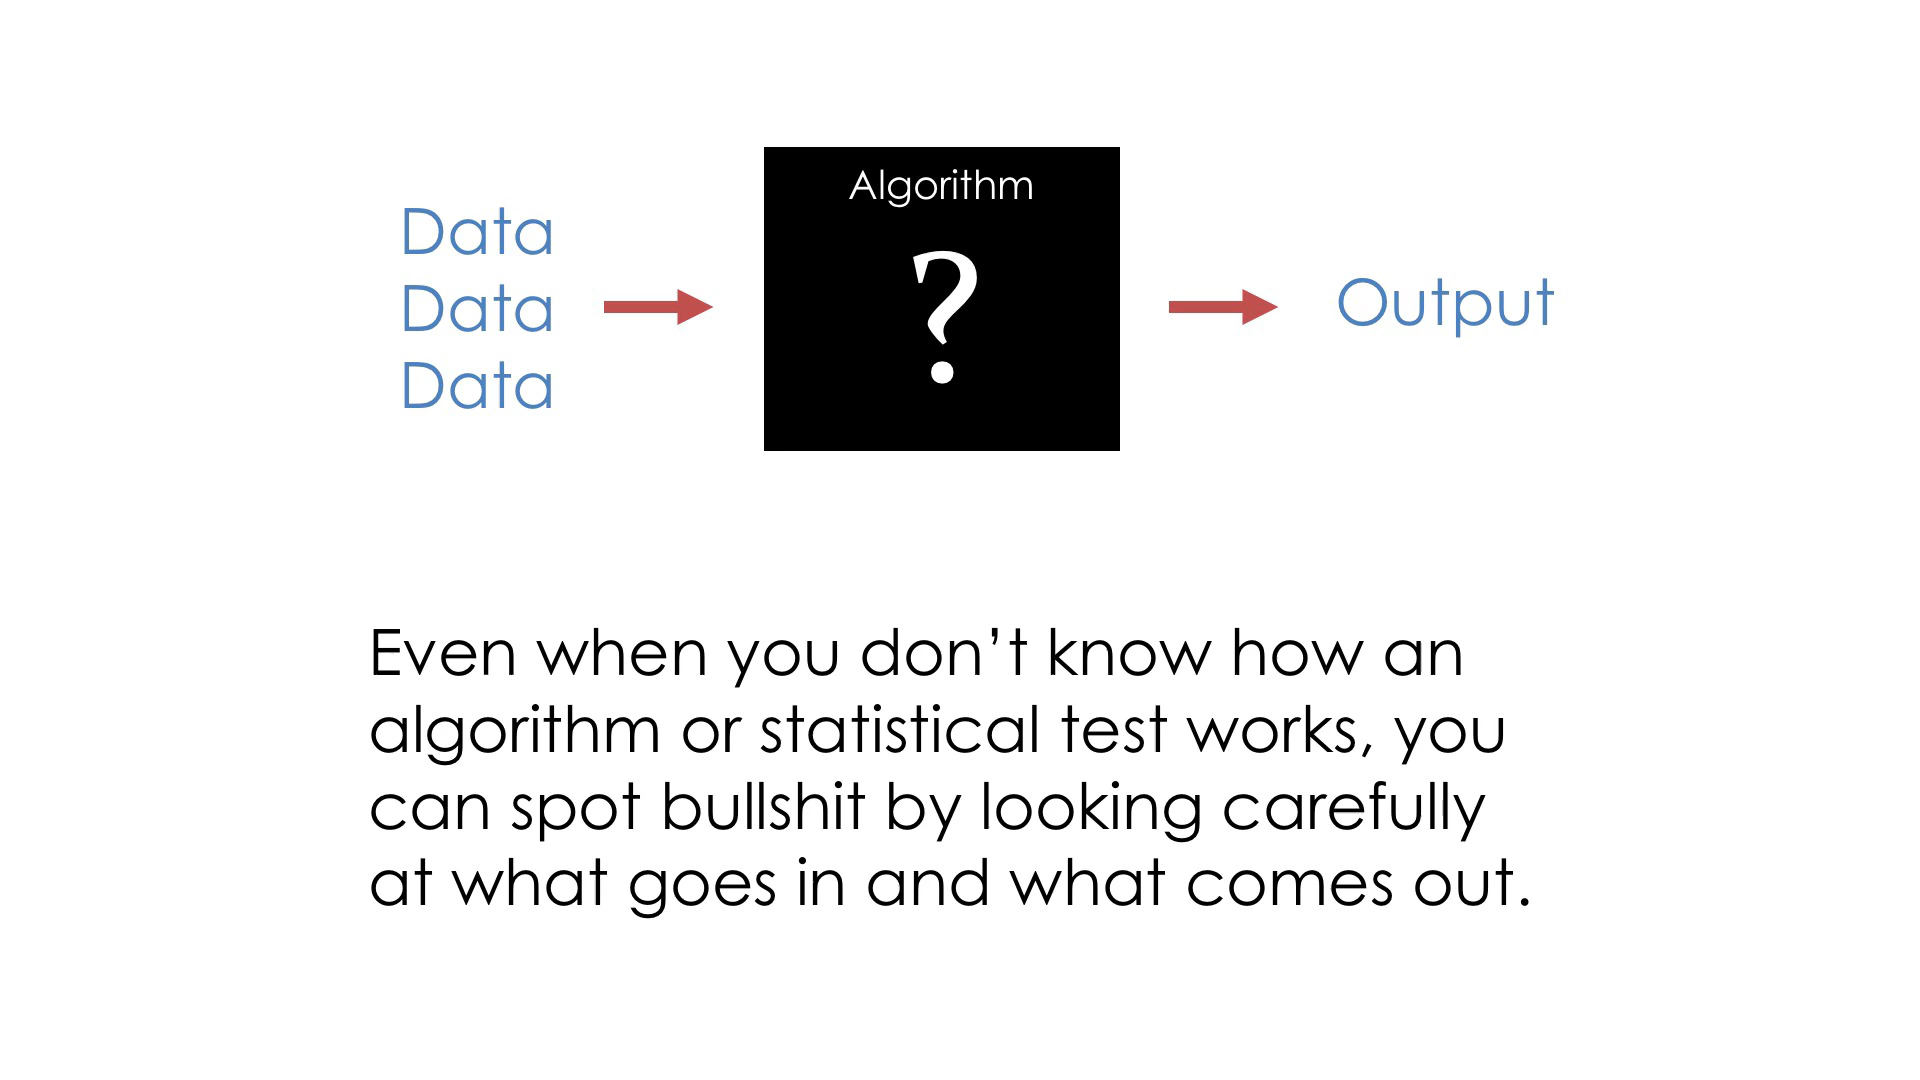 Algorithm
?
Data
Data
Data
Output
Even when you don’t know how an
algorithm or statistical test works, you
can spot bullshit by looking carefully
at what goes in and what comes out.